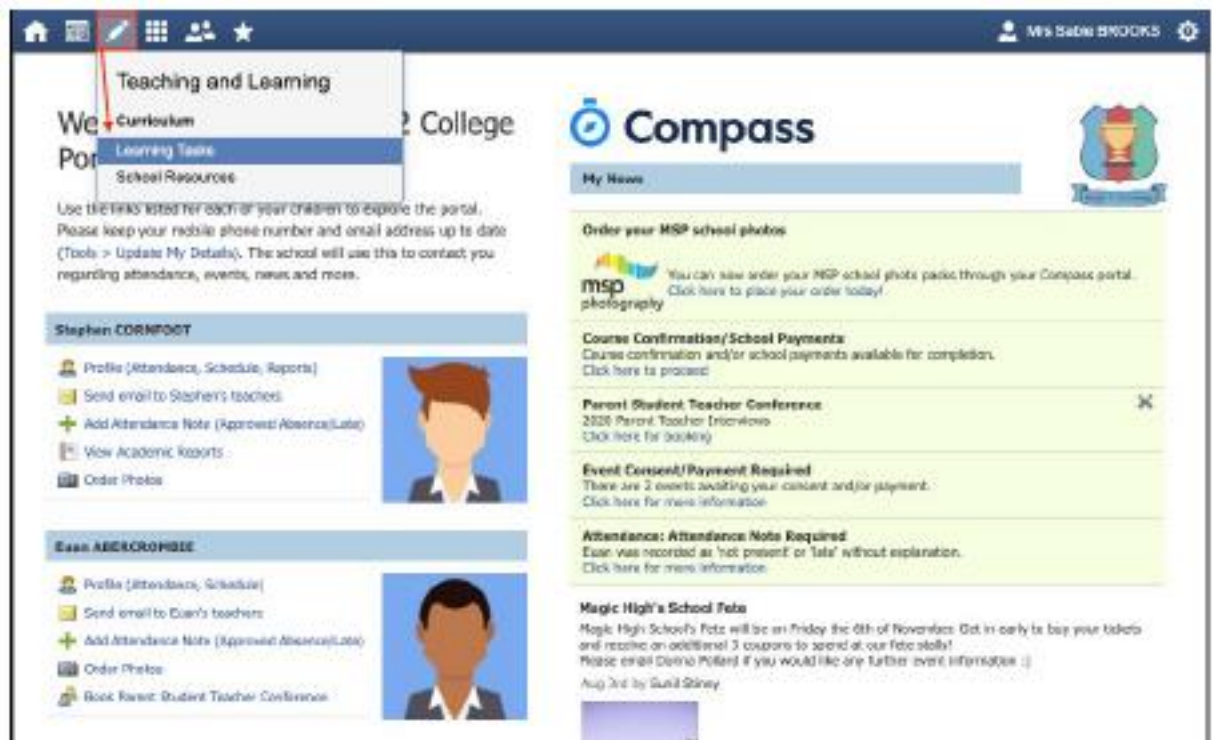 Mrs Sable BROOKS
Teaching and Learning
Curriculum
Learning Tasks
School Resources
We
2 College
Por
Use the links listed for each of your children to explore the portal.
Please keep your mobile phone number and email address up to date
(Tools > Update My Details). The school will use this to contact you
regarding attendance, events, news and more.
Stephen CORNFOOT
Profile (Attendance, Schedule, Reports)
Send email to Stephen's teachers
Add Attendance Note (Approved Absence/Late)
View Academic Reports
Order Photos
Euan ABERCROMBIE
Profile (Attendance, Schedule)
Send email to Euan's teachers
Add Attendance Note (Approved Absence/Late)
Order Photos
Book Parent Student Teacher Conference
Compass
My News
Order your MSP school photos
msp
photography
You can now order your MSP school photo packs through your Compass portal.
Click here to place your order today!
Course Confirmation/School Payments
Course confirmation and/or school payments available for completion.
Click here to proceed
Parent Student Teacher Conference
2020 Parent Teacher Interviews
Click here for booking
Event Consent/Payment Required
There are 2 events awaiting your consent and/or payment.
Click here for more information
Attendance: Attendance Note Required
Euan was recorded as 'not present' or 'late' without explanation.
Click here for more information
Magic High's School Fete
Magic High School's Fete will be on Friday the 6th of November. Get in early to buy your tickets
and receive an additional 3 coupons to spend at our fete stalls!
Please email Donna Pollard if you would like any further event information :)
Aug 3rd by Sunil Stiney